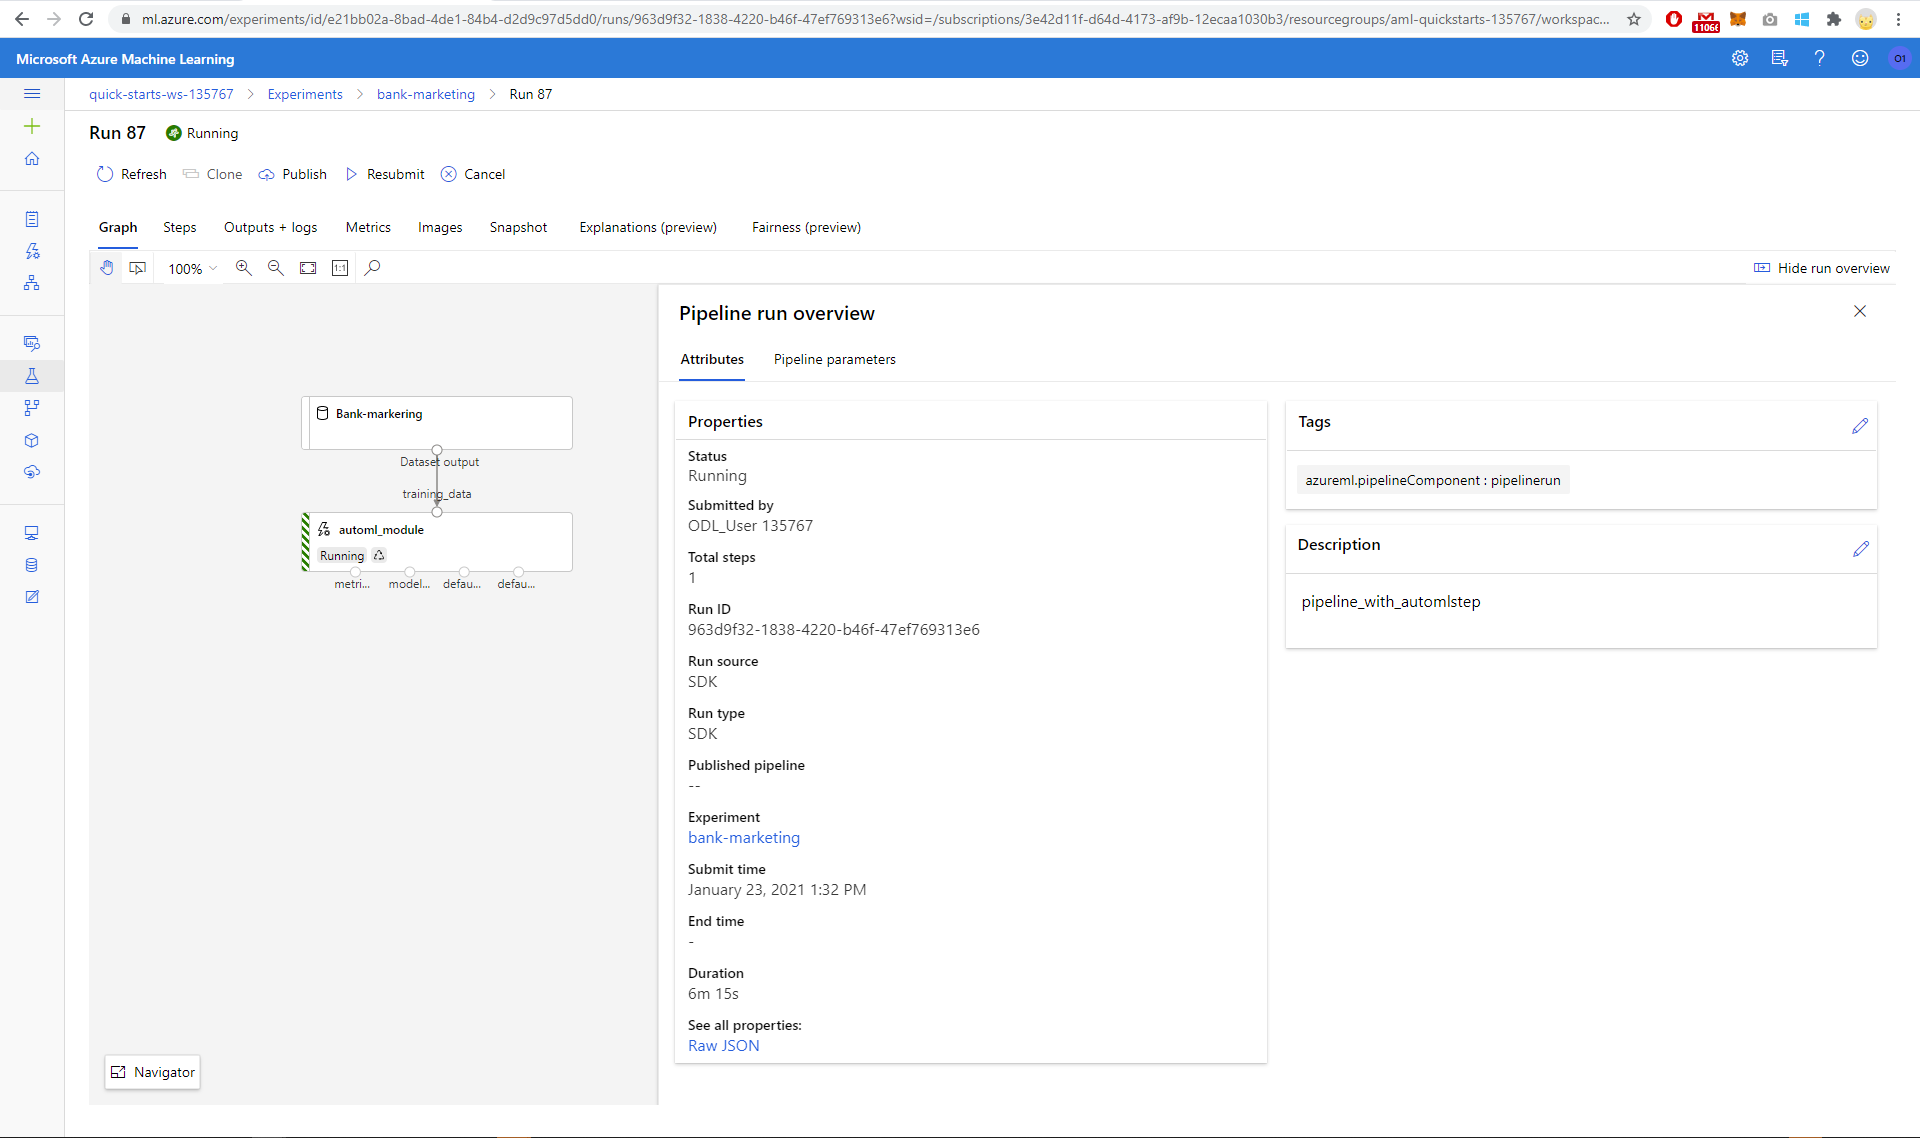 ml.azure.com/experiments/id/e21bb02a-8bad-4de1-84b4-d2d9c97d5dd0/runs/963d9f32-1838-4220-b46f-47ef769313e6?wsid=/subscriptions/3e42d11f-d64d-4173-af9b-12ecaa1030b3/resourcegroups/aml-quickstarts-135767/workspac...
11066
Microsoft Azure Machine Learning
O1
quick-starts-ws-135767 > Experiments > bank-marketing > Run 87
Run 87 Running
Refresh Clone Publish Resubmit Cancel
Graph Steps Outputs + logs Metrics Images Snapshot Explanations (preview) Fairness (preview)
100% 1:1 Hide run overview
Bank-markering
Dataset output
training_data
automl_module
Running
metri... model... defau... defau...
Navigator
Pipeline run overview
Attributes Pipeline parameters
Properties
Status
Running
Submitted by
ODL_User 135767
Total steps
1
Run ID
963d9f32-1838-4220-b46f-47ef769313e6
Run source
SDK
Run type
SDK
Published pipeline
--
Experiment
bank-marketing
Submit time
January 23, 2021 1:32 PM
End time
-
Duration
6m 15s
See all properties:
Raw JSON
Tags
azureml.pipelineComponent : pipelinerun
Description
pipeline_with_automlstep